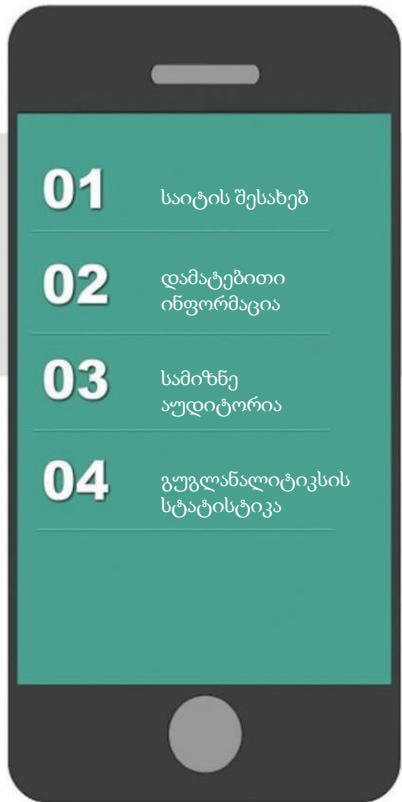 01 საიტის შესახებ
02 დამატებითი
ინფორმაცია
03 სამიზნე
აუდიტორია
04 გუგლანალიტიკსის
სტატისტიკა